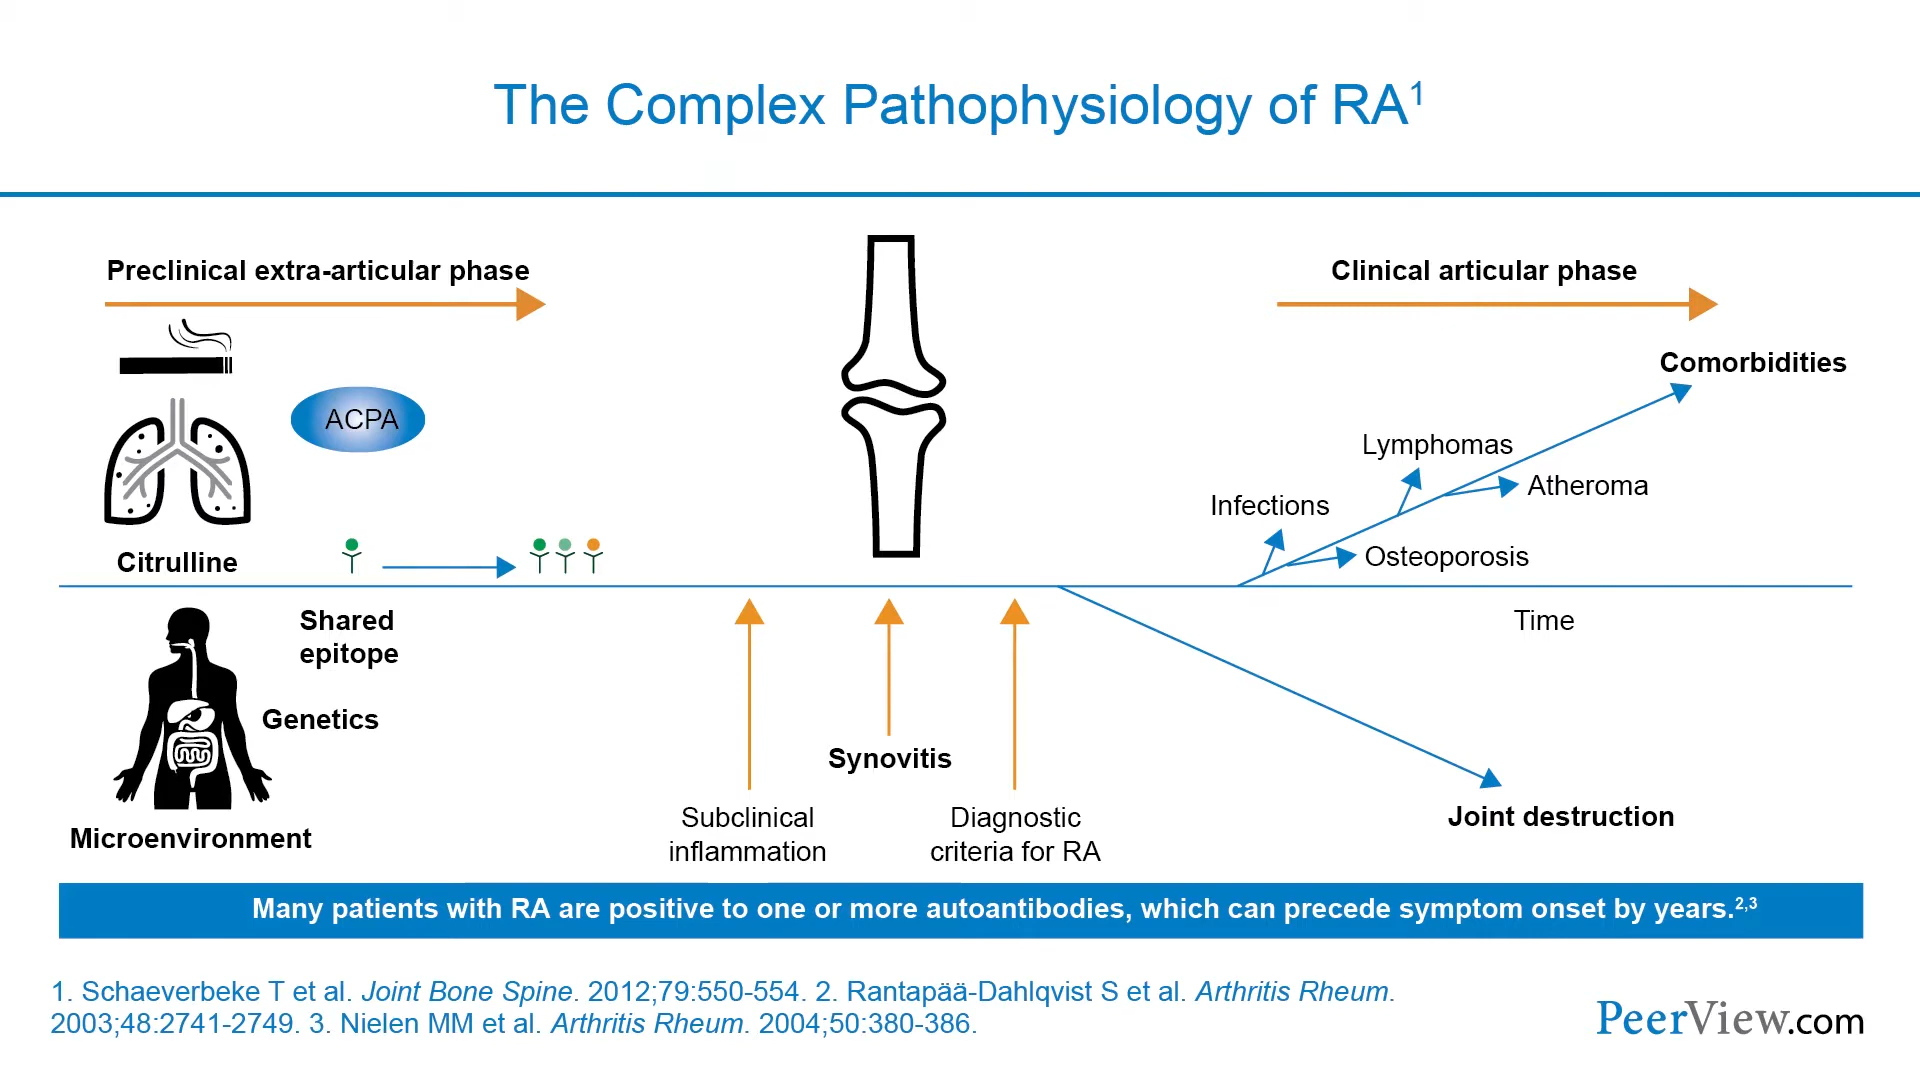 The Complex Pathophysiology of RA1
Preclinical extra-articular phase
Clinical articular phase
Comorbidities
ACPA
Lymphomas
Atheroma
Infections
Osteoporosis
Citrulline
Shared
epitope
Time
Genetics
Synovitis
Microenvironment
Subclinical
inflammation
Diagnostic
criteria for RA
Joint destruction
Many patients with RA are positive to one or more autoantibodies, which can precede symptom onset by years.2,3
1. Schaeverbeke T et al. Joint Bone Spine. 2012;79:550-554. 2. Rantapää-Dahlqvist S et al. Arthritis Rheum.
2003;48:2741-2749. 3. Nielen MM et al. Arthritis Rheum. 2004;50:380-386.
PeerView.com